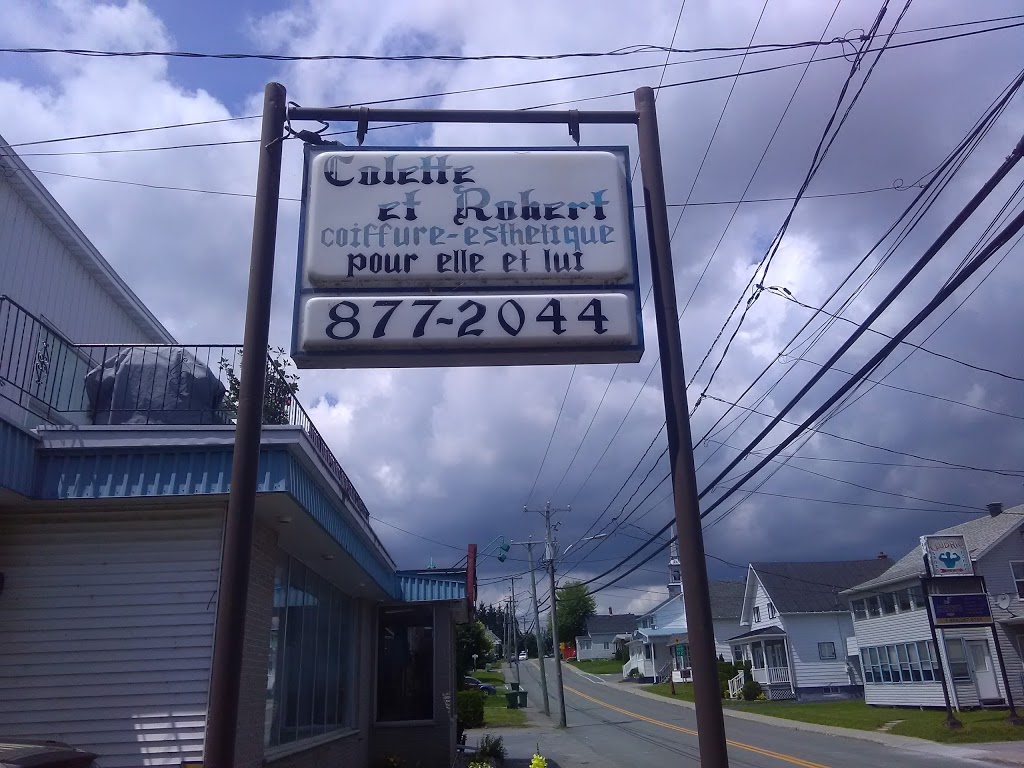 Colette
et Robert
coiffure-esthetique
pour elle et lui
877-2044